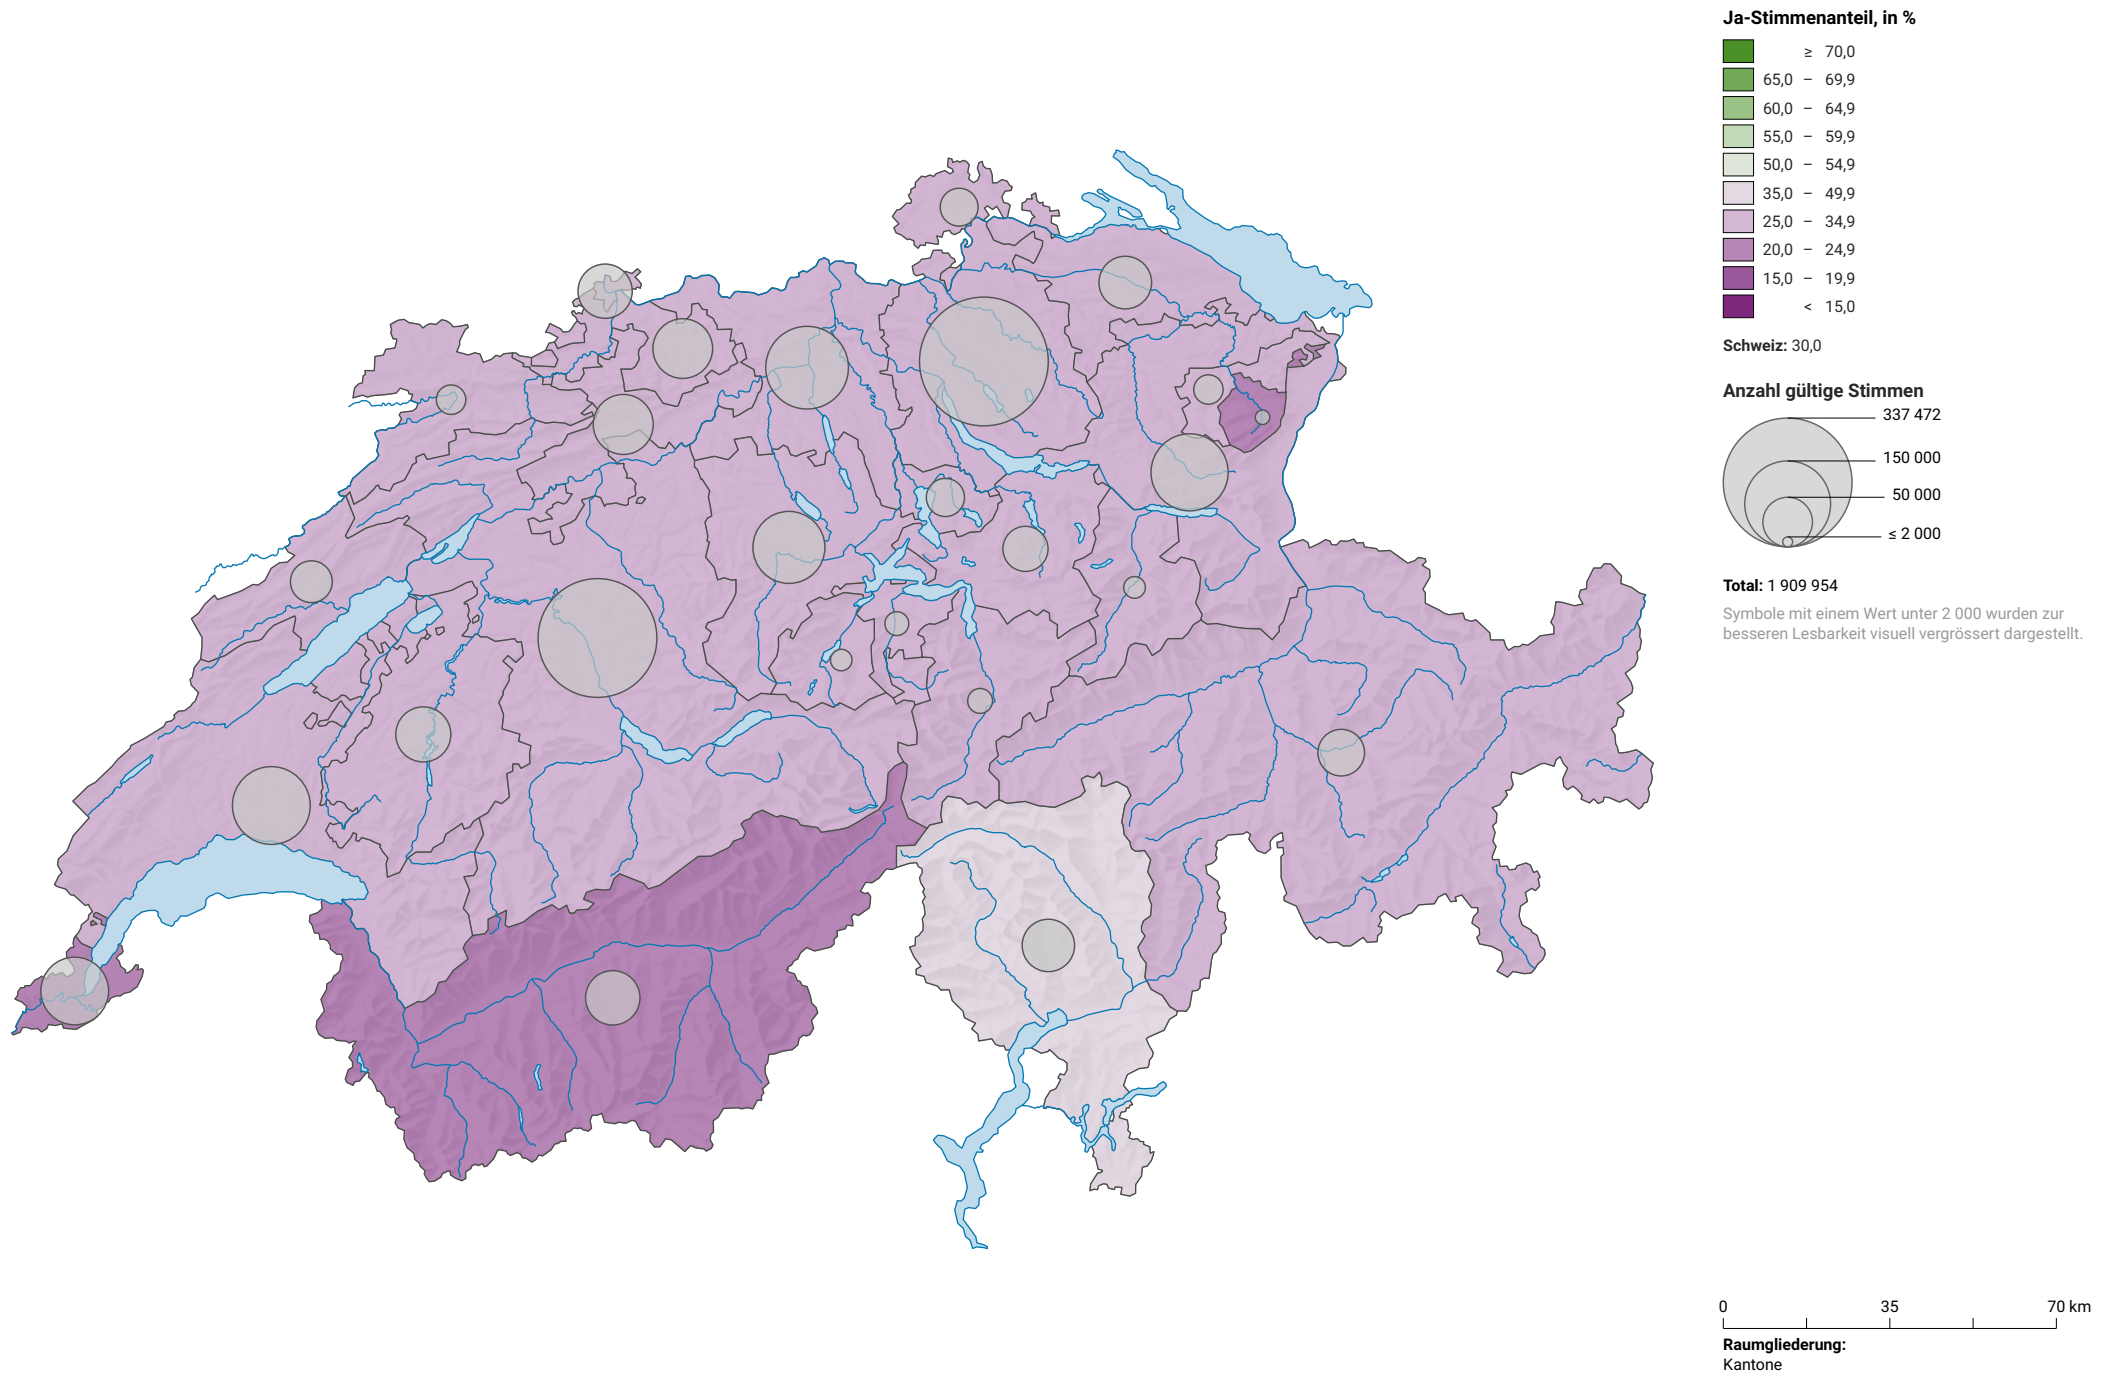 Ja-Stimmenanteil, in %
≥ 70,0
65,0 – 69,9
60,0 – 64,9
55,0 – 59,9
50,0 – 54,9
35,0 – 49,9
25,0 – 34,9
20,0 – 24,9
15,0 – 19,9
< 15,0
Schweiz: 30,0
Anzahl gültige Stimmen
337 472
150 000
50 000
≤ 2 000
Total: 1 909 954
Symbole mit einem Wert unter 2 000 wurden zur
besseren Lesbarkeit visuell vergrössert dargestellt.
0 35 70 km
Raumgliederung:
Kantone